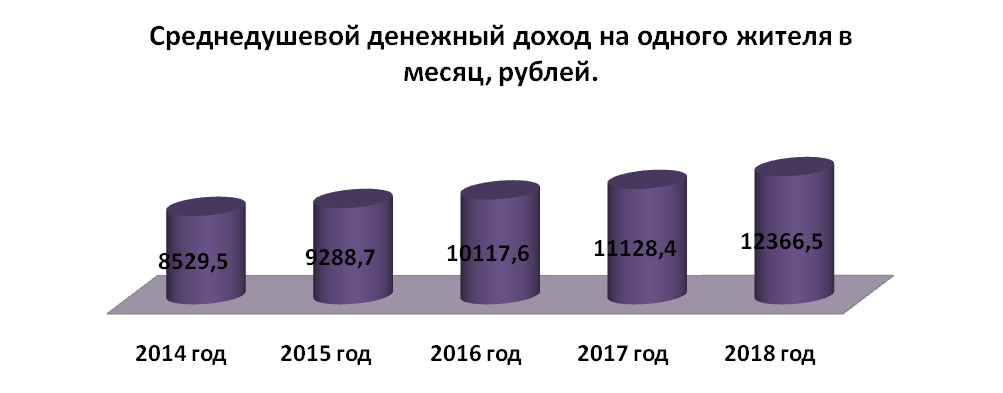 Среднедушевой денежный доход на одного жителя в
месяц, рублей.
8529,5
9288,7
10117,6
11128,4
12366,5
2014 год
2015 год
2016 год
2017 год
2018 год